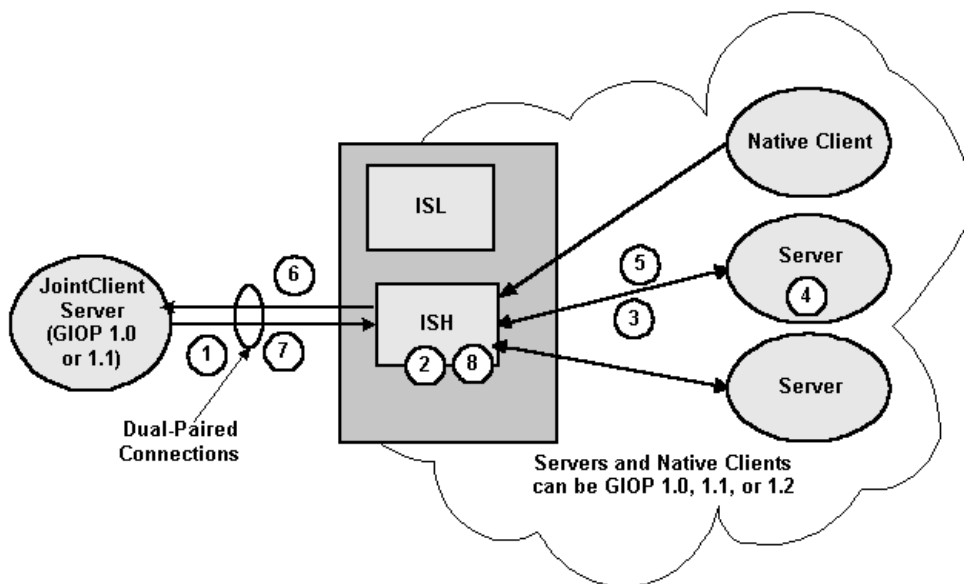 Native Client
ISL
Server
5
4
6
JointClient
Server
(GIOP 1.0
or 1.1)
ISH
3
1
7
2
8
Server
Dual-Paired
Connections
Servers and Native Clients
can be GIOP 1.0, 1.1, or 1.2